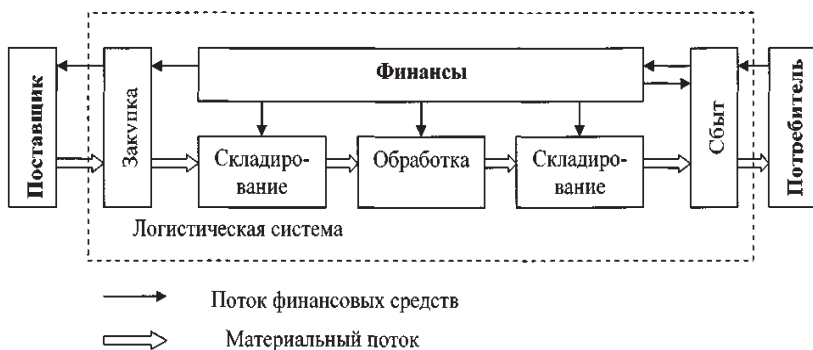 Поставщик
Закупка
Финансы
Складиро-
вание
Обработка
Складиро-
вание
Сбыт
Потребитель
Логистическая система
Поток финансовых средств
Материальный поток